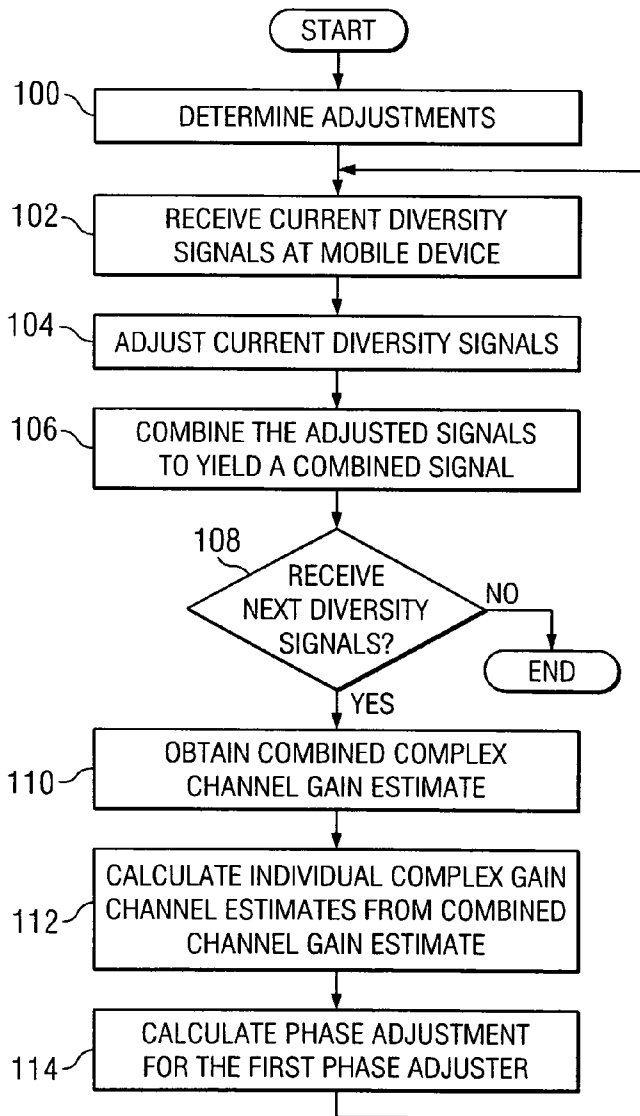 START
100
DETERMINE ADJUSTMENTS
102
RECEIVE CURRENT DIVERSITY
SIGNALS AT MOBILE DEVICE
104
ADJUST CURRENT DIVERSITY SIGNALS
106
COMBINE THE ADJUSTED SIGNALS
TO YIELD A COMBINED SIGNAL
108
RECEIVE
NEXT DIVERSITY
SIGNALS?
NO
END
YES
110
OBTAIN COMBINED COMPLEX
CHANNEL GAIN ESTIMATE
112
CALCULATE INDIVIDUAL COMPLEX GAIN
CHANNEL ESTIMATES FROM COMBINED
CHANNEL GAIN ESTIMATE
114
CALCULATE PHASE ADJUSTMENT
FOR THE FIRST PHASE ADJUSTER